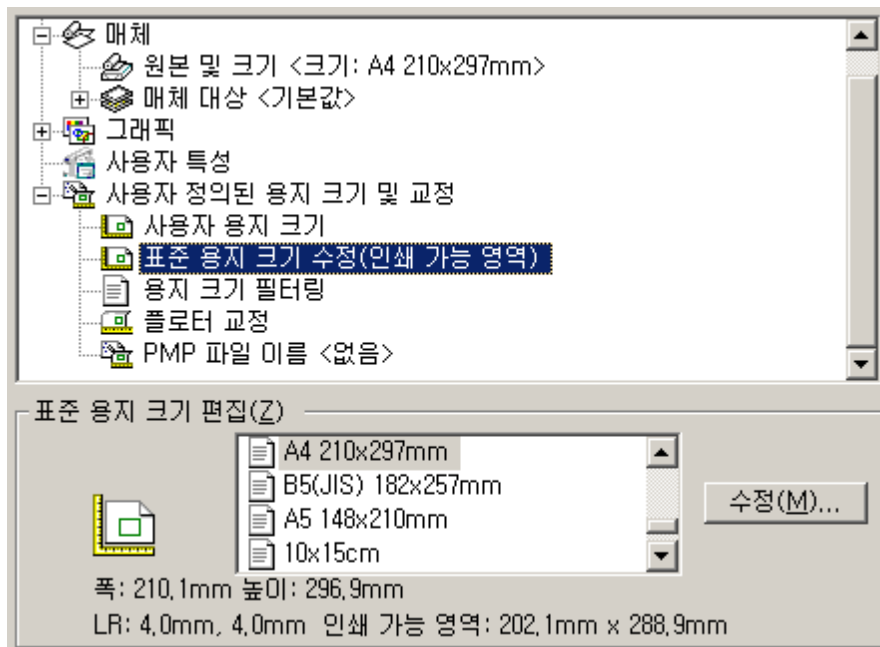 매체
원본 및 크기 <크기: A4 210x297mm>
매체 대상 <기본값>
그래픽
사용자 특성
사용자 정의된 용지 크기 및 교정
사용자 용지 크기
표준 용지 크기 수정(인쇄 가능 영역)
용지 크기 필터링
플로터 교정
PMP 파일 이름 <없음>
표준 용지 크기 편집(Z)
A4 210x297mm
B5(JIS) 182x257mm
A5 148x210mm
10x15cm
수정(M)...
폭: 210,1mm 높이: 296,9mm
LR: 4,0mm, 4,0mm 인쇄 가능 영역: 202,1mm x 288,9mm